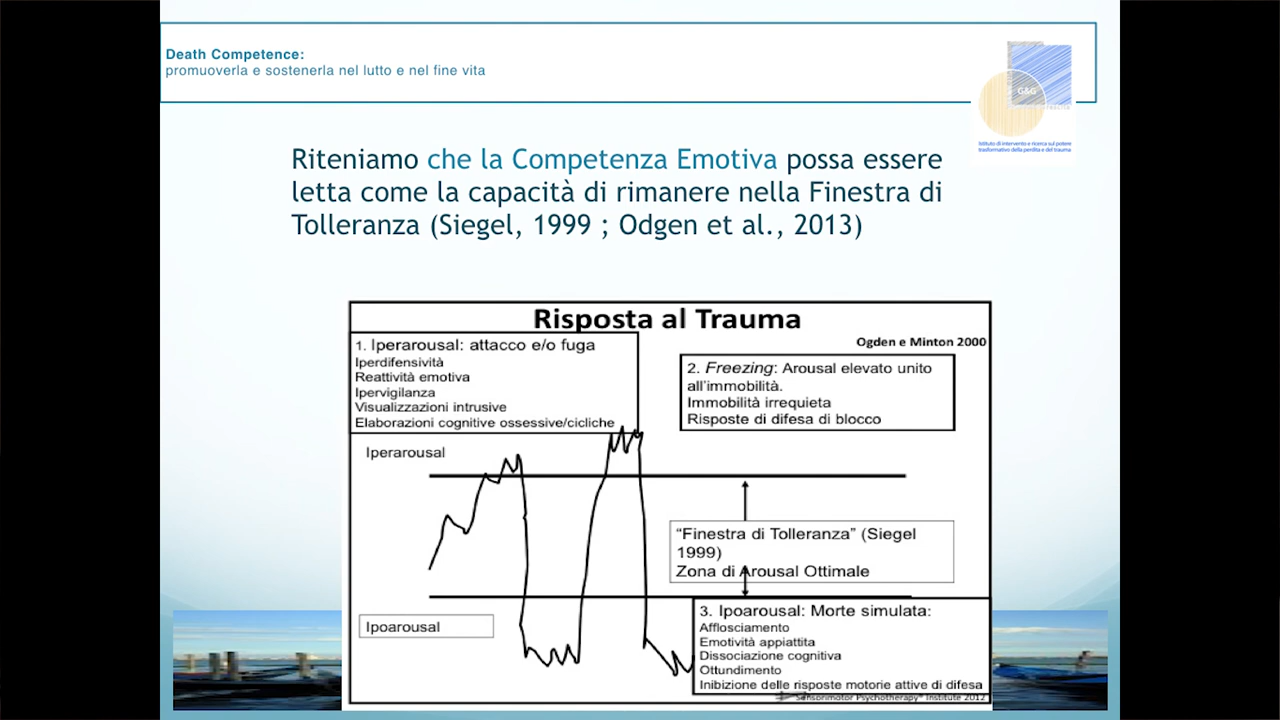 Death Competence:
promuoverla e sostenerla nel lutto e nel fine vita
G&G
Istituto di intervento e ricerca sul potere
trasformativo della perdita e del trauma
Riteniamo che la Competenza Emotiva possa essere
letta come la capacità di rimanere nella Finestra di
Tolleranza (Siegel, 1999 ; Odgen et al., 2013)
Risposta al Trauma
Ogden e Minton 2000
1. Iperarousal: attacco e/o fuga
Iperdifensività
Reattività emotiva
Ipervigilanza
Visualizzazioni intrusive
Elaborazioni cognitive ossessive/cicliche
2. Freezing: Arousal elevato unito
all'immobilità.
Immobilità irrequieta
Risposte di difesa di blocco
Iperarousal
“Finestra di Tolleranza” (Siegel
1999)
Zona di Arousal Ottimale
Ipoarousal
3. Ipoarousal: Morte simulata:
Afflosciamento
Emotività appiattita
Dissociazione cognitiva
Ottundimento
Inibizione delle risposte motorie attive di difesa
Sensorimotor Psychotherapy® Institute 2012